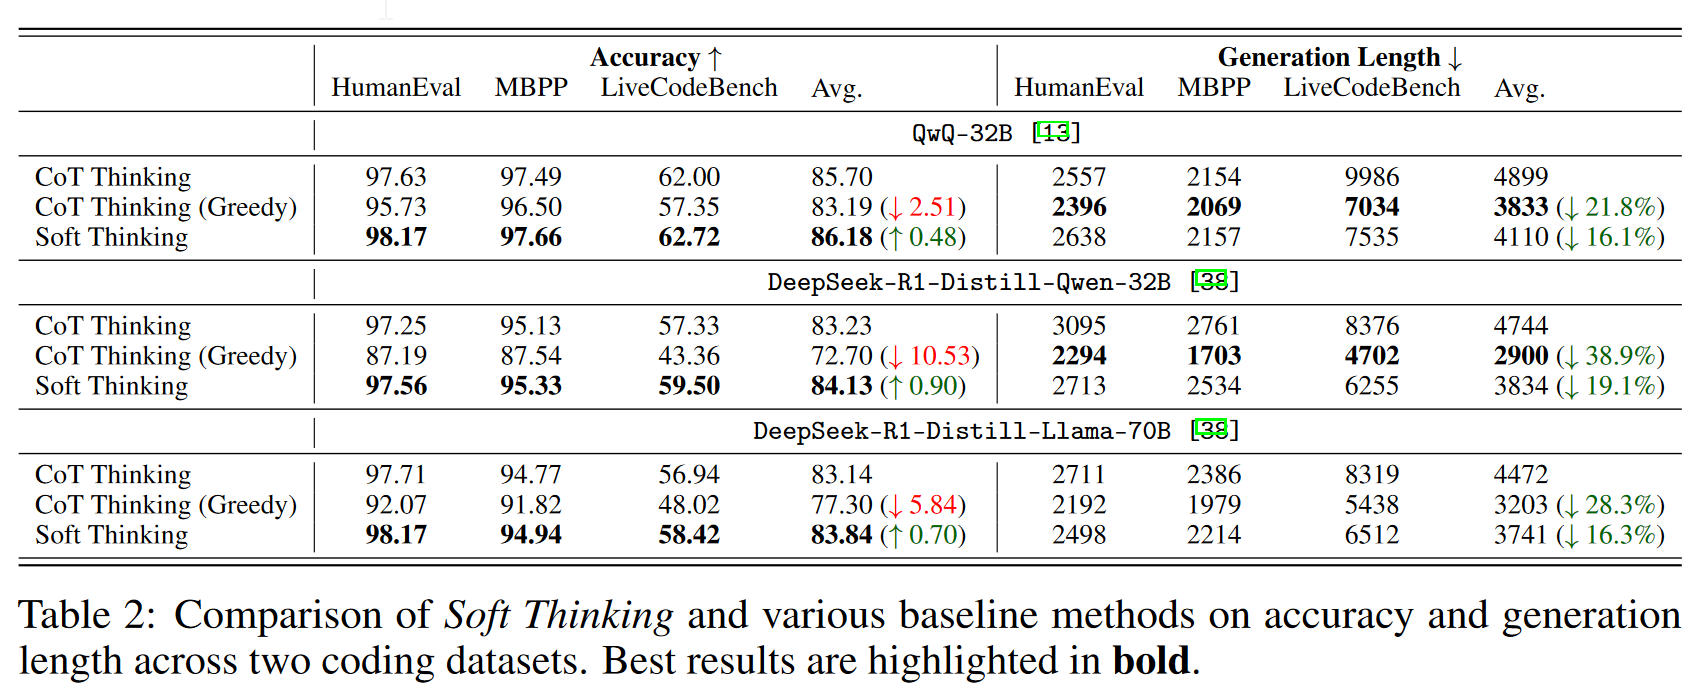 Accuracy ↑ Generation Length ↓
HumanEval MBPP LiveCodeBench Avg. HumanEval MBPP LiveCodeBench Avg.
QwQ-32B [13]
CoT Thinking 97.63 97.49 62.00 85.70 2557 2154 9986 4899
CoT Thinking (Greedy) 95.73 96.50 57.35 83.19 (↓ 2.51) 2396 2069 7034 3833 (↓ 21.8%)
Soft Thinking 98.17 97.66 62.72 86.18 (↑ 0.48) 2638 2157 7535 4110 (↓ 16.1%)
DeepSeek-R1-Distill-Qwen-32B [38]
CoT Thinking 97.25 95.13 57.33 83.23 3095 2761 8376 4744
CoT Thinking (Greedy) 87.19 87.54 43.36 72.70 (↓ 10.53) 2294 1703 4702 2900 (↓ 38.9%)
Soft Thinking 97.56 95.33 59.50 84.13 (↑ 0.90) 2713 2534 6255 3834 (↓ 19.1%)
DeepSeek-R1-Distill-Llama-70B [38]
CoT Thinking 97.71 94.77 56.94 83.14 2711 2386 8319 4472
CoT Thinking (Greedy) 92.07 91.82 48.02 77.30 (↓ 5.84) 2192 1979 5438 3203 (↓ 28.3%)
Soft Thinking 98.17 94.94 58.42 83.84 (↑ 0.70) 2498 2214 6512 3741 (↓ 16.3%)
Table 2: Comparison of Soft Thinking and various baseline methods on accuracy and generation
length across two coding datasets. Best results are highlighted in bold.